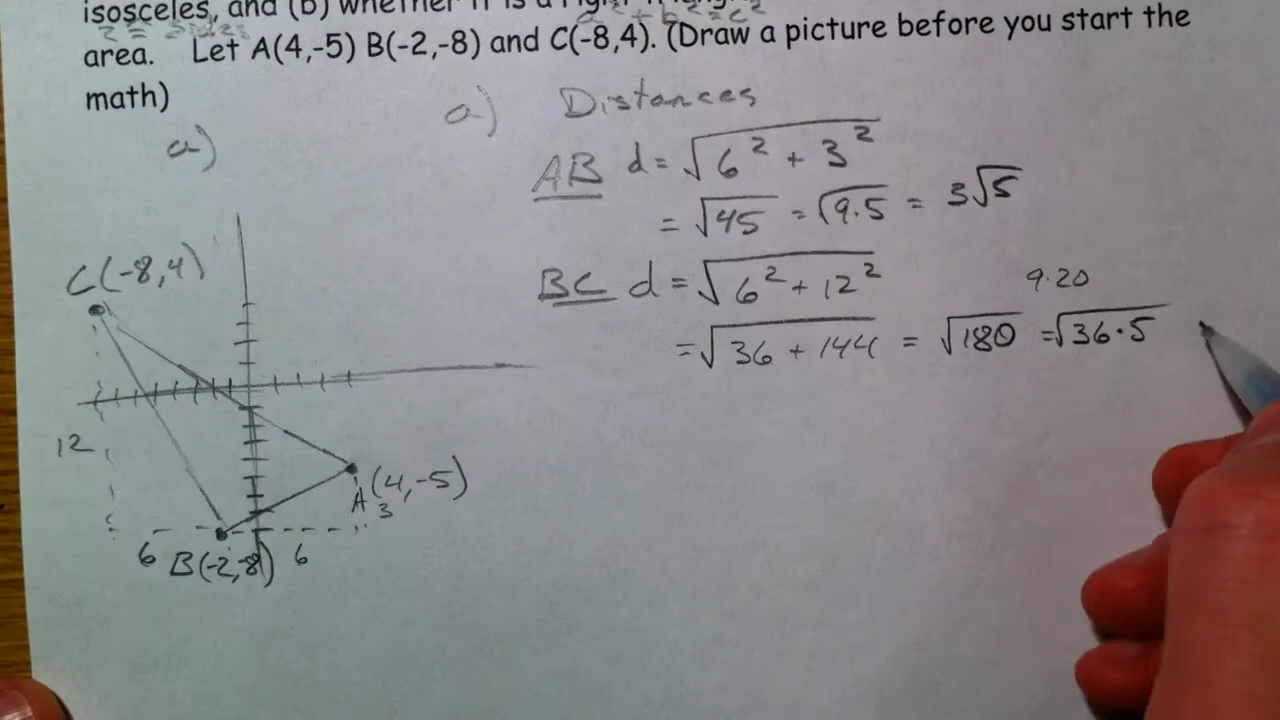 isosceles, and (b) whether it is a right
area. Let A(4,-5) B(-2,-8) and C(-8,4). (Draw a picture before you start the
math)
a) Distances
a)
AB d = √6² + 3²
= √45 = √9·5 = 3√5
C(-8,4)
BC d = √6² + 12²
9·20
= √36 + 144 = √180 = √36·5
12
A (4,-5)
3
6 B(-2,-8) 6